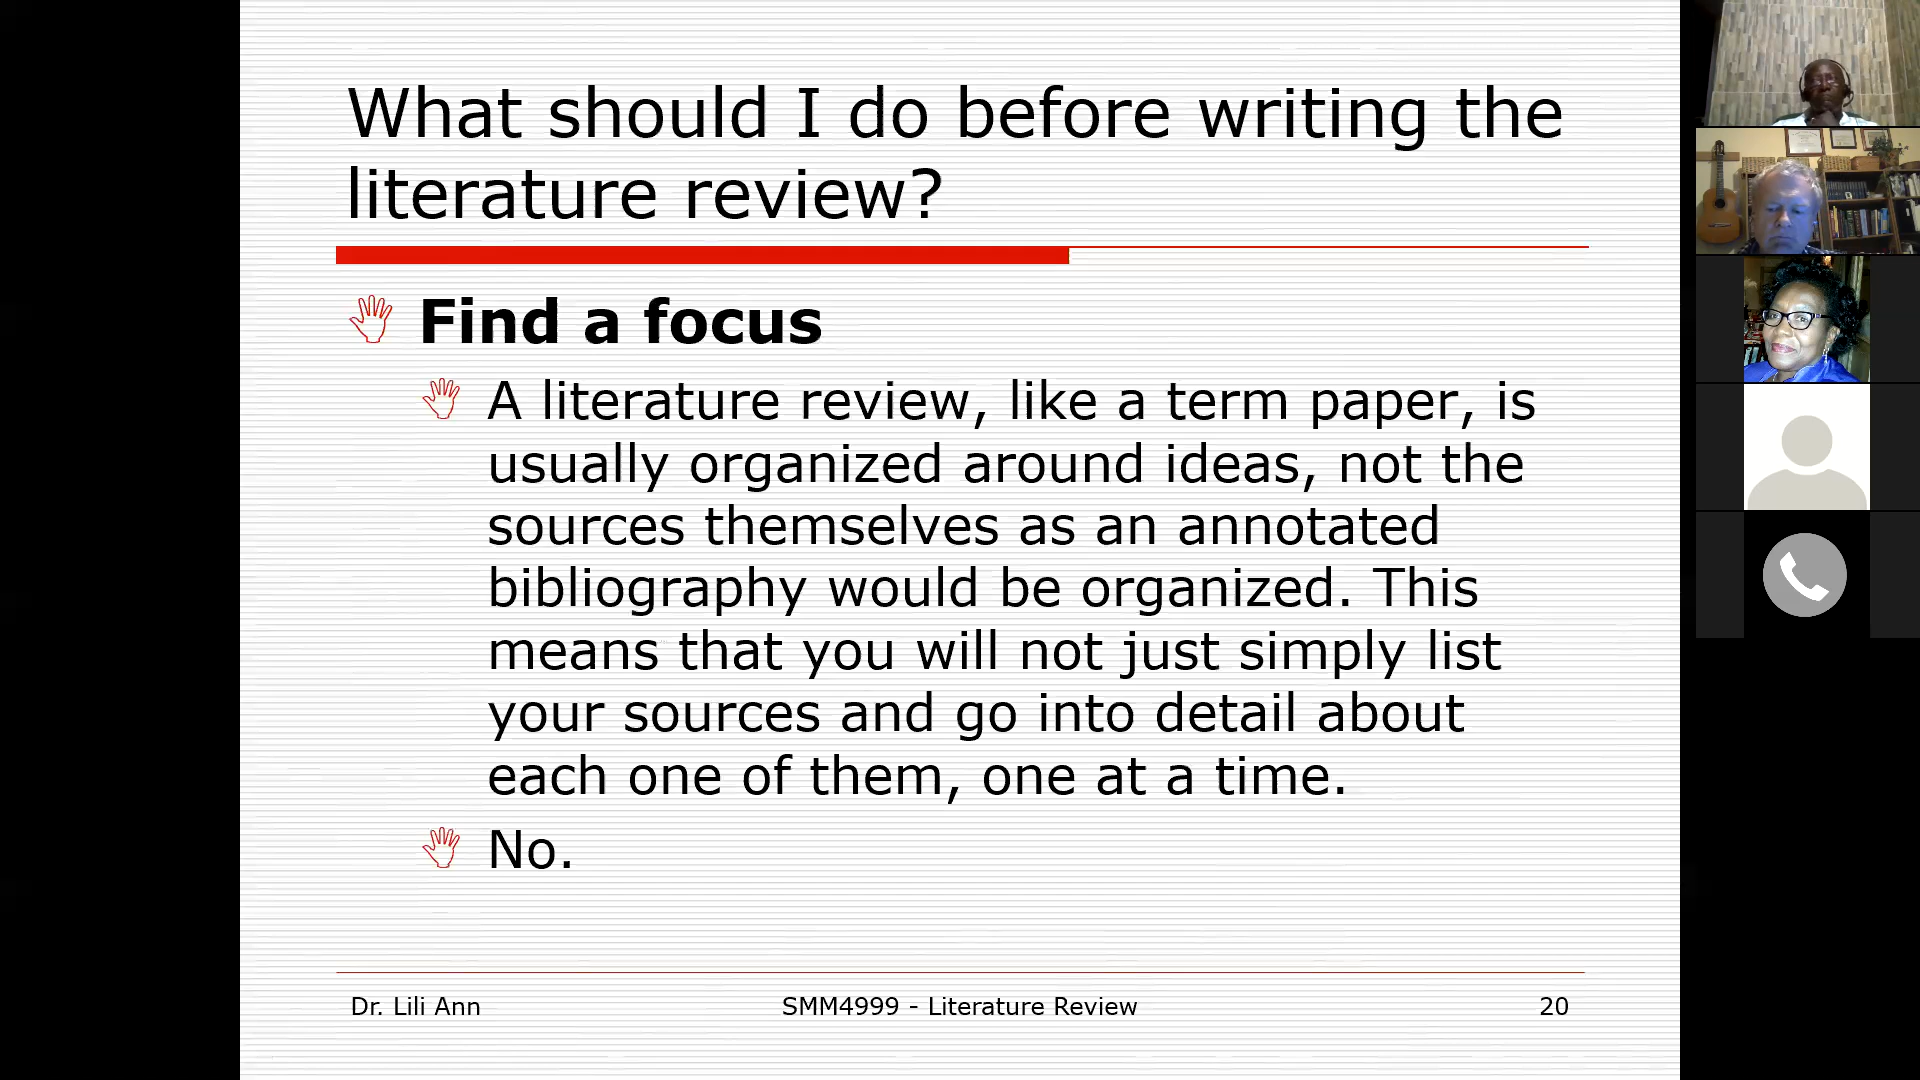 What should I do before writing the
literature review?
Find a focus
A literature review, like a term paper, is
usually organized around ideas, not the
sources themselves as an annotated
bibliography would be organized. This
means that you will not just simply list
your sources and go into detail about
each one of them, one at a time.
No.
Dr. Lili Ann
SMM4999 - Literature Review
20